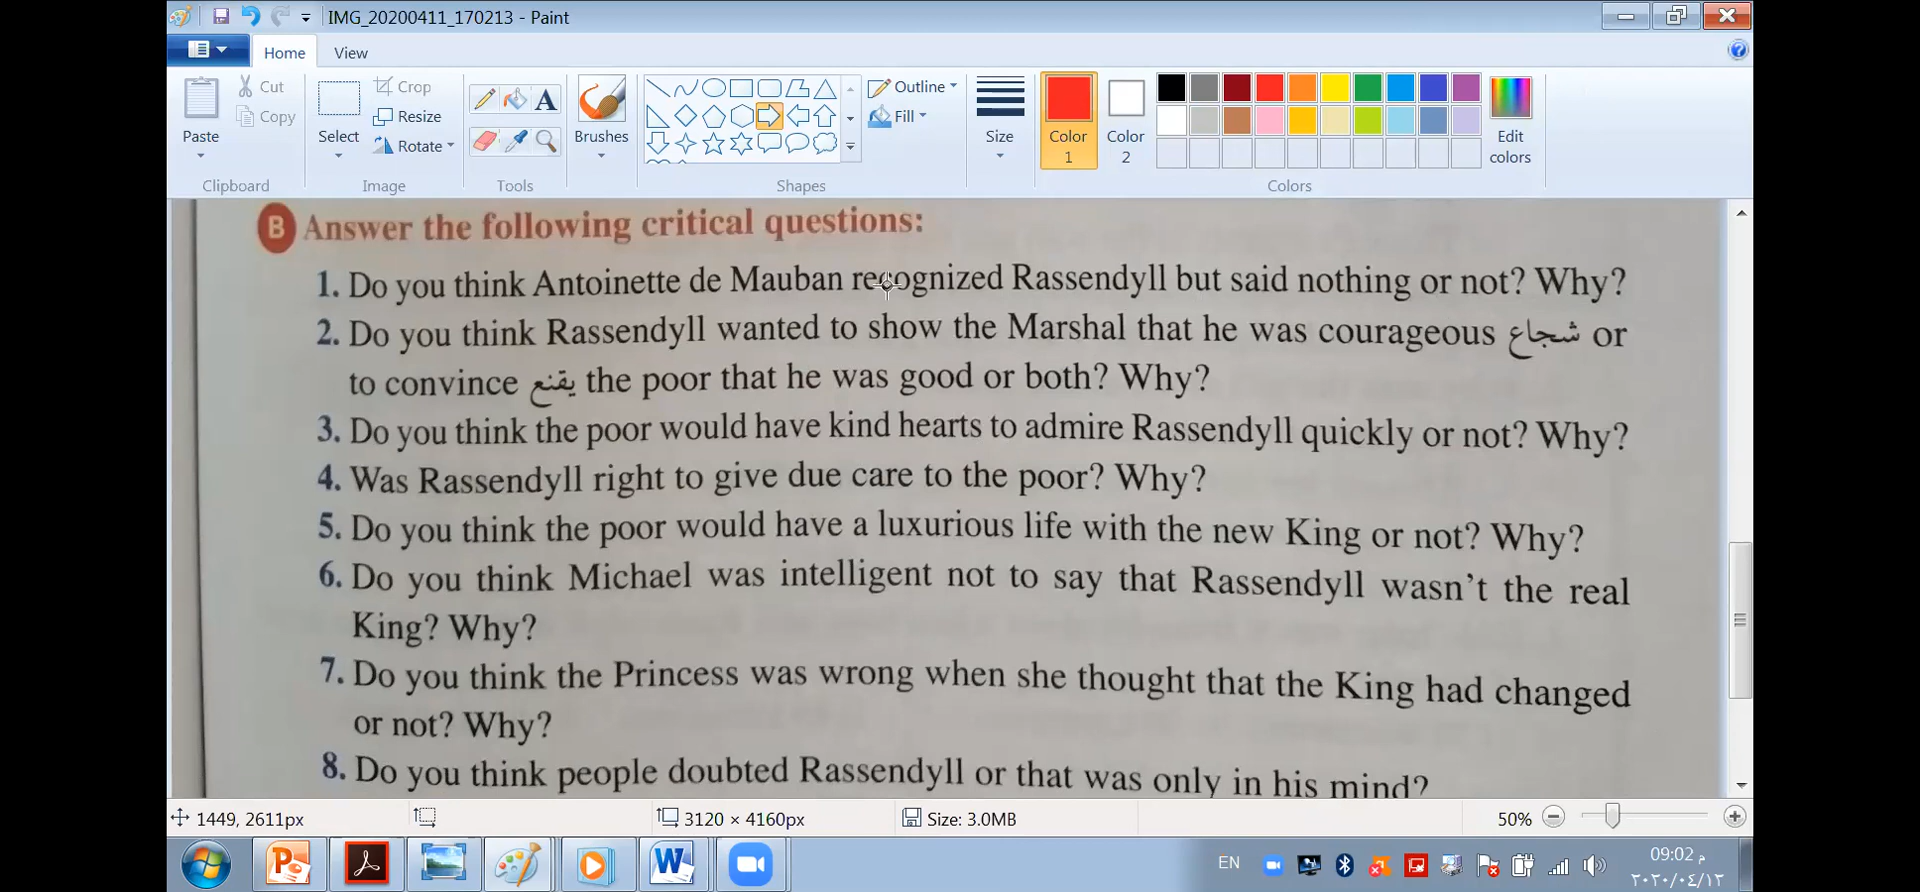 IMG_20200411_170213 - Paint
Home View
Cut
Copy
Paste
Clipboard
Crop
Resize
Rotate
Select
Image
A
Tools
Brushes
Outline
Fill
Shapes
Size
Color
1
Color
2
Edit
colors
Colors
B Answer the following critical questions:
1. Do you think Antoinette de Mauban recognized Rassendyll but said nothing or not? Why?
2. Do you think Rassendyll wanted to show the Marshal that he was courageous شجاع or
to convince يقنع the poor that he was good or both? Why?
3. Do you think the poor would have kind hearts to admire Rassendyll quickly or not? Why?
4. Was Rassendyll right to give due care to the poor? Why?
5. Do you think the poor would have a luxurious life with the new King or not? Why?
6. Do you think Michael was intelligent not to say that Rassendyll wasn't the real
King? Why?
7. Do you think the Princess was wrong when she thought that the King had changed
or not? Why?
8. Do you think people doubted Rassendyll or that was only in his mind?
1449, 2611px 3120 × 4160px Size: 3.0MB 50%
EN 09:02 م
٢٠٢٠/٠٤/١٢